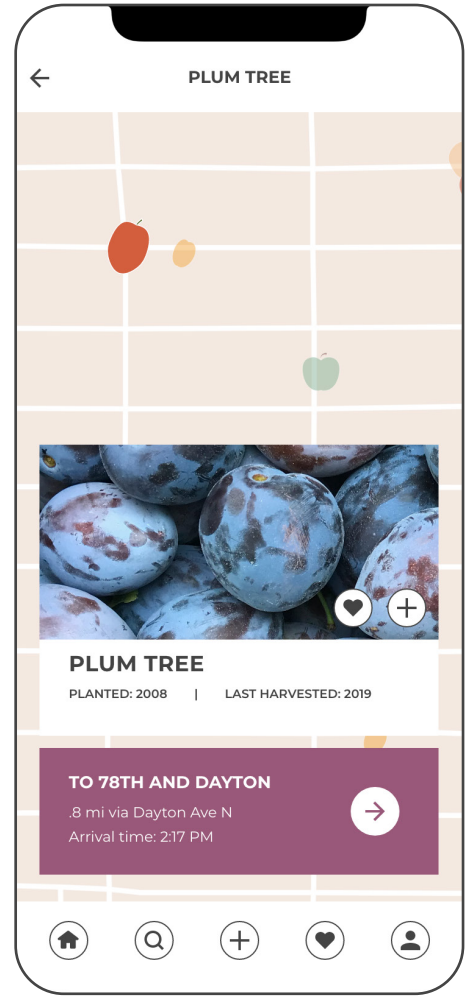 PLUM TREE
PLUM TREE
PLANTED: 2008 | LAST HARVESTED: 2019
TO 78TH AND DAYTON
.8 mi via Dayton Ave N
Arrival time: 2:17 PM